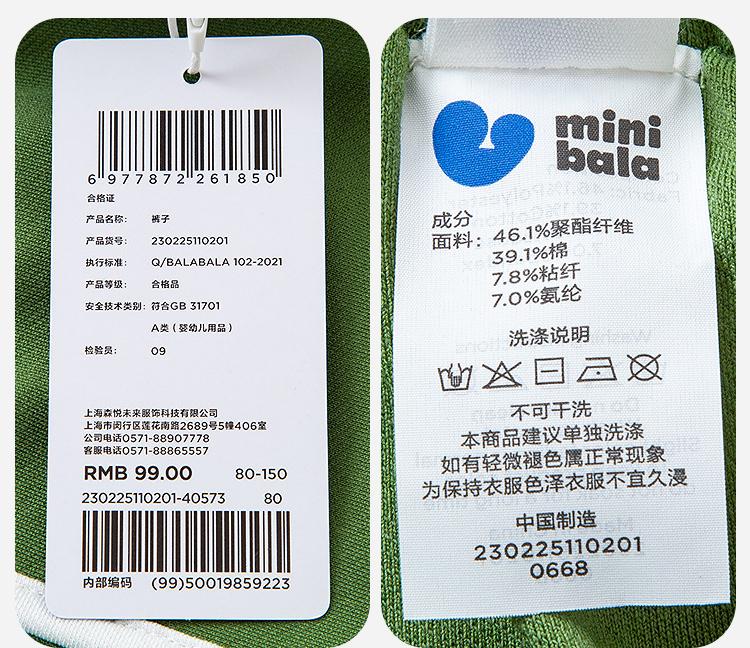 6 977872 261850
合格证
产品名称: 裤子
产品货号: 230225110201
执行标准: Q/BALABALA 102-2021
产品等级: 合格品
安全技术类别: 符合GB 31701
A类（婴幼儿用品）
检验员: 09
上海森悦未来服饰科技有限公司
上海市闵行区莲花南路2689号5幢406室
公司电话0571-88907778
客服电话0571-88865557
RMB 99.00 80-150
230225110201-40573 80
内部编码 (99)50019859223
mini
bala
成分
面料: 46.1%聚酯纤维
39.1%棉
7.8%粘纤
7.0%氨纶
洗涤说明
不可干洗
本商品建议单独洗涤
如有轻微褪色属正常现象
为保持衣服色泽衣服不宜久浸
中国制造
230225110201
0668